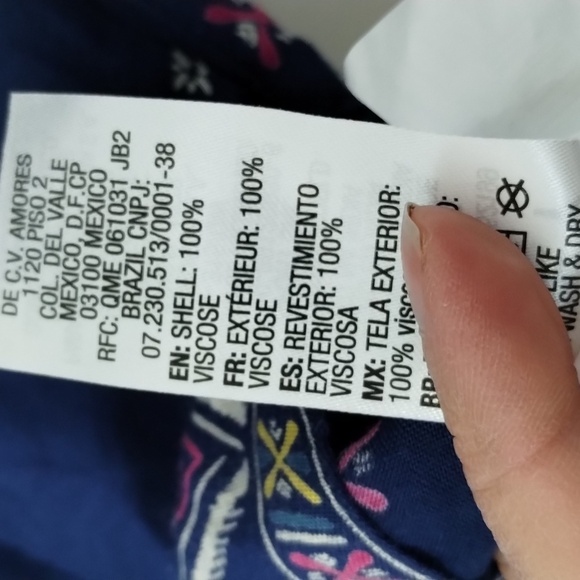 DE C.V. AMORES
1120 PISO 2
COL. DEL VALLE
MEXICO, D.F.CP
03100 MEXICO
RFC: QME 061031 JB2
BRAZIL CNPJ:
07.230.513/0001-38
EN: SHELL: 100%
VISCOSE
FR: EXTÉRIEUR: 100%
VISCOSE
ES: REVESTIMIENTO
EXTERIOR: 100%
VISCOSA
MX: TELA EXTERIOR:
100%
LIKE
WASH & DRY